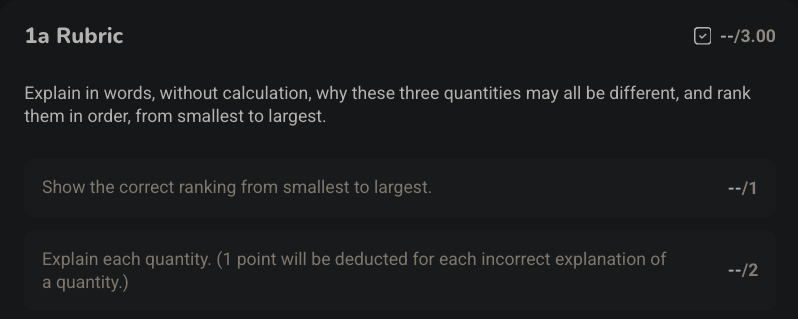 1a Rubric
--/3.00
Explain in words, without calculation, why these three quantities may all be different, and rank
them in order, from smallest to largest.
Show the correct ranking from smallest to largest.
--/1
Explain each quantity. (1 point will be deducted for each incorrect explanation of
a quantity.)
--/2